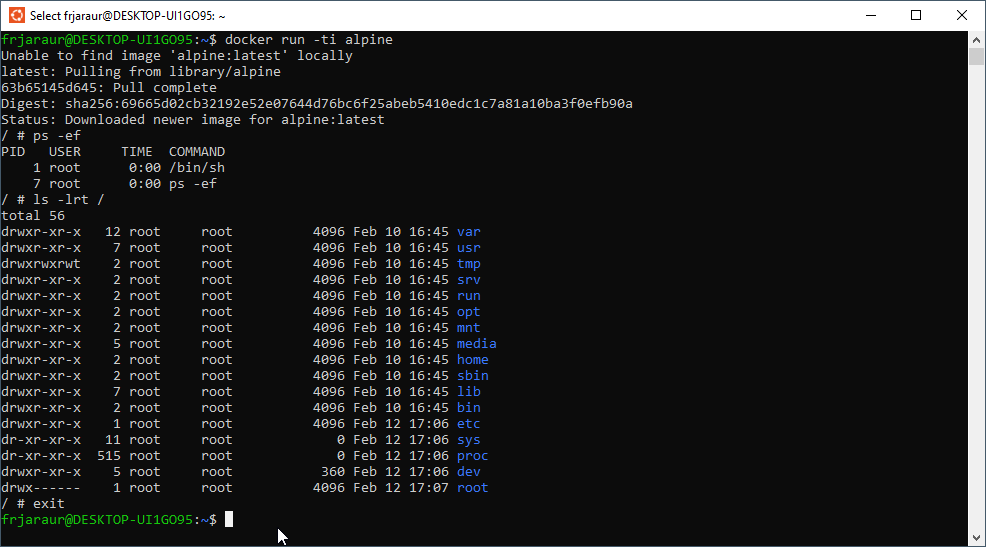 Select frjaraur@DESKTOP-UI1GO95: ~
frjaraur@DESKTOP-UI1GO95:~$ docker run -ti alpine
Unable to find image 'alpine:latest' locally
latest: Pulling from library/alpine
63b65145d645: Pull complete
Digest: sha256:69665d02cb32192e52e07644d76bc6f25abeb5410edc1c7a81a10ba3f0efb90a
Status: Downloaded newer image for alpine:latest
/ # ps -ef
PID   USER     TIME  COMMAND
    1 root      0:00 /bin/sh
    7 root      0:00 ps -ef
/ # ls -lrt /
total 56
drwxr-xr-x   12 root     root          4096 Feb 10 16:45 var
drwxr-xr-x    7 root     root          4096 Feb 10 16:45 usr
drwxrwxrwt    2 root     root          4096 Feb 10 16:45 tmp
drwxr-xr-x    2 root     root          4096 Feb 10 16:45 srv
drwxr-xr-x    2 root     root          4096 Feb 10 16:45 run
drwxr-xr-x    2 root     root          4096 Feb 10 16:45 opt
drwxr-xr-x    2 root     root          4096 Feb 10 16:45 mnt
drwxr-xr-x    5 root     root          4096 Feb 10 16:45 media
drwxr-xr-x    2 root     root          4096 Feb 10 16:45 home
drwxr-xr-x    2 root     root          4096 Feb 10 16:45 sbin
drwxr-xr-x    7 root     root          4096 Feb 10 16:45 lib
drwxr-xr-x    2 root     root          4096 Feb 10 16:45 bin
drwxr-xr-x    1 root     root          4096 Feb 12 17:06 etc
dr-xr-xr-x   11 root     root             0 Feb 12 17:06 sys
dr-xr-xr-x  515 root     root             0 Feb 12 17:06 proc
drwxr-xr-x    5 root     root           360 Feb 12 17:06 dev
drwx------    1 root     root          4096 Feb 12 17:07 root
/ # exit
frjaraur@DESKTOP-UI1GO95:~$